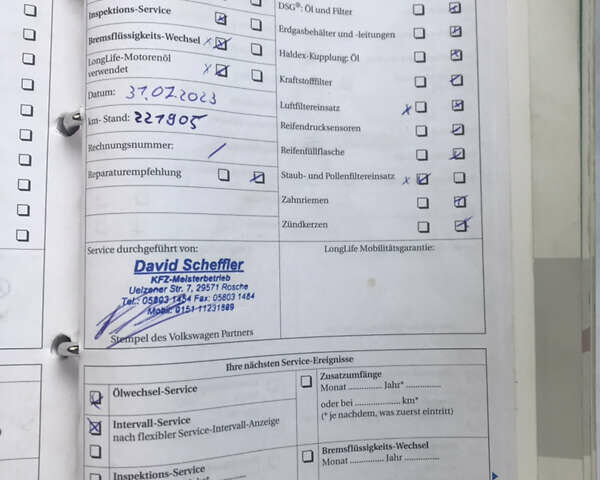 DSG®: Öl und Filter
Inspektions-Service
Erdgasbehälter und -leitungen
Bremsflüssigkeits-Wechsel
Haldex-Kupplung: Öl
LongLife-Motorenöl
verwendet
Kraftstofffilter
Datum: 31.07.2023
Luftfiltereinsatz
km- Stand: 221905
Reifendrucksensoren
Rechnungsnummer: /
Reifenfüllflasche
Reparaturempfehlung
Staub- und Pollenfiltereinsatz
Zahnriemen
Zündkerzen
Service durchgeführt von:
LongLife Mobilitätsgarantie:
David Scheffler
KFZ-Meisterbetrieb
Uelzener Str. 7, 29571 Rosche
Tel.: 05803 1454 Fax: 05803 1484
Mobil: 0151 11231889
Stempel des Volkswagen Partners
Ihre nächsten Service-Ereignisse
Ölwechsel-Service
Zusatzumfänge
Monat ............ Jahr* ..............
oder bei .................... km*
(* je nachdem, was zuerst eintritt)
Intervall-Service
nach flexibler Service-Intervall-Anzeige
Bremsflüssigkeits-Wechsel
Monat ............ Jahr ..............
Inspektions-Service